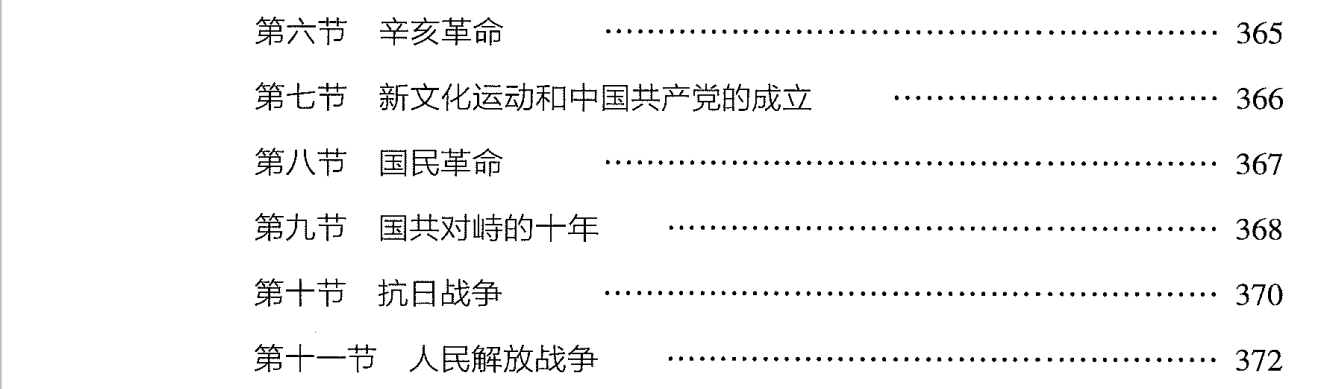 第六节 辛亥革命 ………………………………………………… 365
第七节 新文化运动和中国共产党的成立 ………………………… 366
第八节 国民革命 ………………………………………………… 367
第九节 国共对峙的十年 …………………………………………… 368
第十节 抗日战争 ………………………………………………… 370
第十一节 人民解放战争 …………………………………………… 372